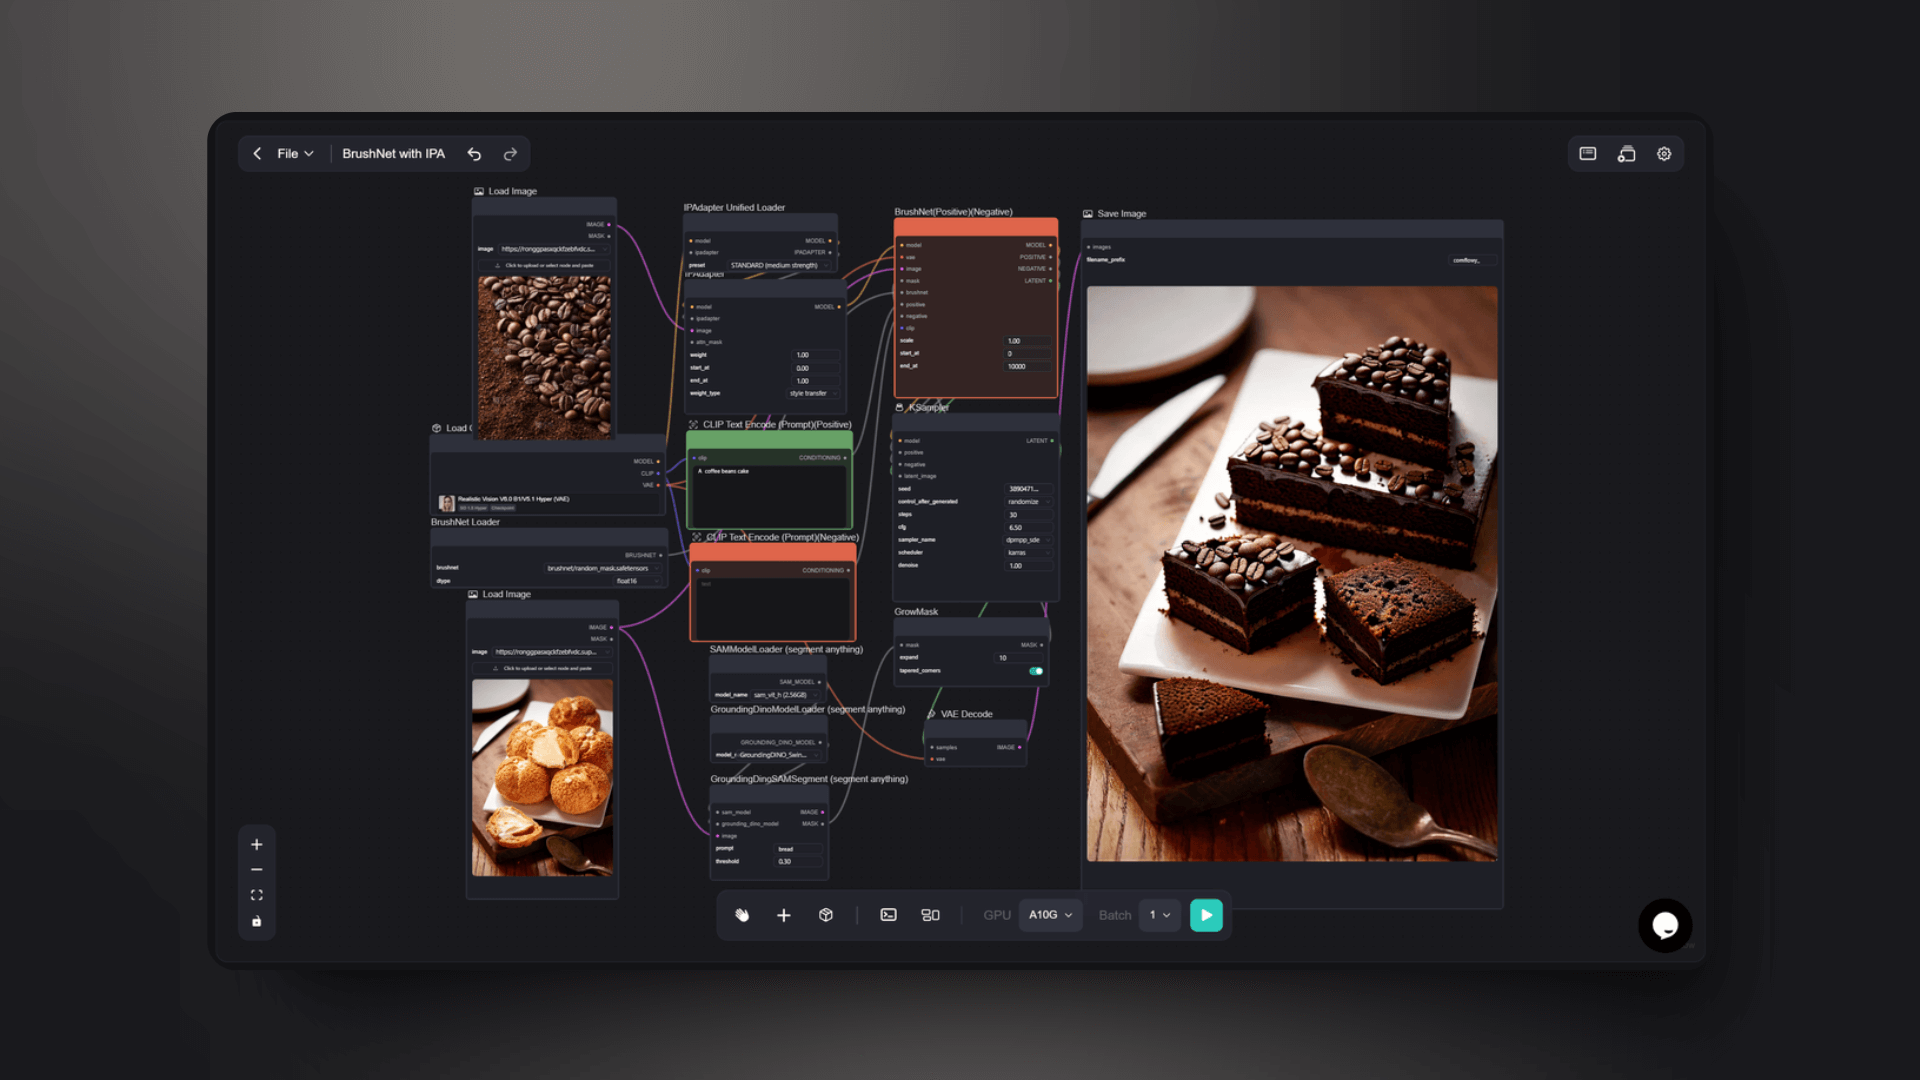 File
BrushNet with IPA
Load Image
IMAGE
MASK
image
Click to upload or select node and paste
Load C
MODEL
CLIP
VAE
Realistic Vision V6.0 B1/V5.1 Hyper (VAE)
BrushNet Loader
BRUSHNET
brushnet brushnet/random_mask.safetensors
dtype float16
Load Image
IMAGE
MASK
image
Click to upload or select node and paste
IPAdapter Unified Loader
model MODEL
ipadapter IPADAPTER
preset STANDARD (medium strength)
IPAdapter
model MODEL
ipadapter
image
attn_mask
weight 1.00
start_at 0.00
end_at 1.00
weight_type style transfer
CLIP Text Encode (Prompt)(Positive)
clip CONDITIONING
A coffee beans cake
CLIP Text Encode (Prompt)(Negative)
clip CONDITIONING
text
SAMModelLoader (segment anything)
SAM_MODEL
model_name sam_vit_h (2.56GB)
GroundingDinoModelLoader (segment anything)
GROUNDING_DINO_MODEL
GroundingDINO_Swin...
GroundingDinoSAMSegment (segment anything)
sam_model IMAGE
grounding_dino_model MASK
image
prompt bread
threshold 0.30
BrushNet(Positive)(Negative)
model MODEL
vae POSITIVE
image NEGATIVE
mask LATENT
brushnet
positive
negative
clip
scale 1.00
start_at 0
end_at 10000
KSampler
model LATENT
positive
negative
latent_image
seed 3890471...
control_after_generated randomize
steps 30
cfg 6.50
sampler_name dpmpp_sde
scheduler karras
denoise 1.00
GrowMask
mask MASK
expand 10
tapered_corners
VAE Decode
samples IMAGE
vae
Save Image
images
filename_prefix comflowy_
GPU A10G Batch 1